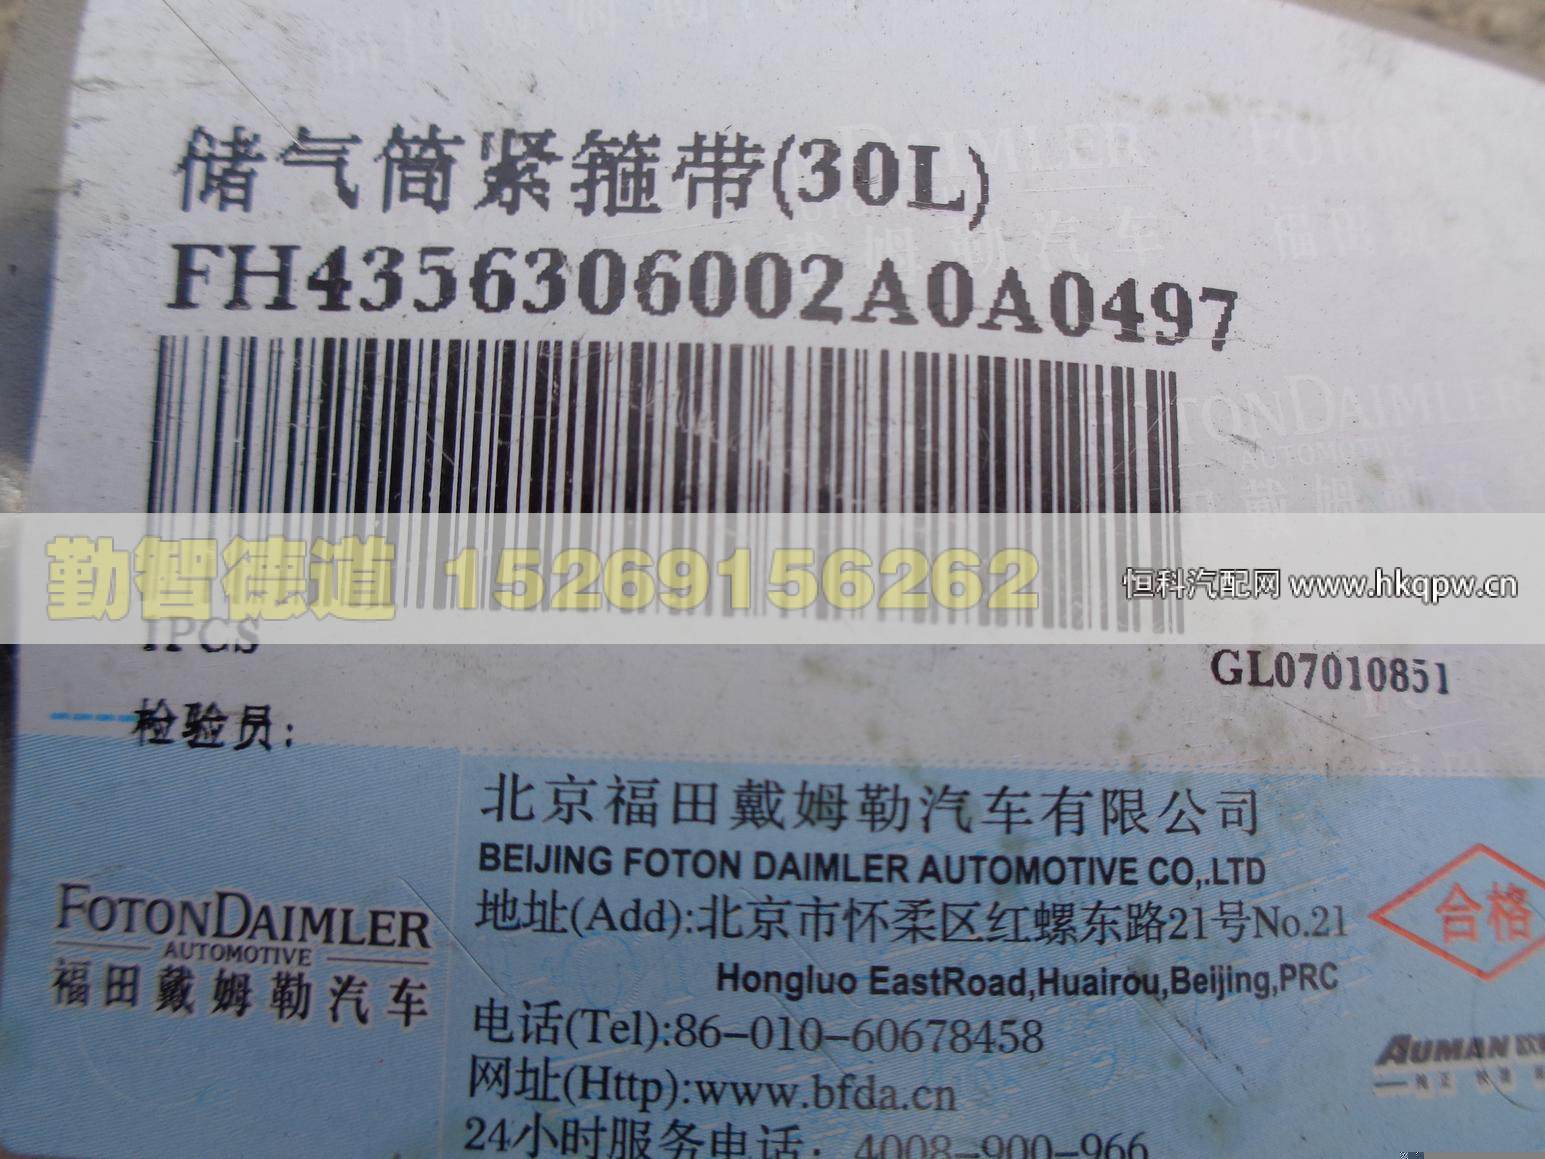 储气筒紧箍带(30L)
FH4356306002A0A0497
勤智德道 15269156262
恒科汽配网 www.hkqpw.cn
1PCS
GL07010851
检验员:
北京福田戴姆勒汽车有限公司
BEIJING FOTON DAIMLER AUTOMOTIVE CO,.LTD
地址(Add):北京市怀柔区红螺东路21号No.21
Hongluo EastRoad,Huairou,Beijing,PRC
电话(Tel):86-010-60678458
网址(Http):www.bfda.cn
24小时服务电话: 4008-900-966
FOTONDAIMLER
AUTOMOTIVE
福田戴姆勒汽车
合格
AUMAN